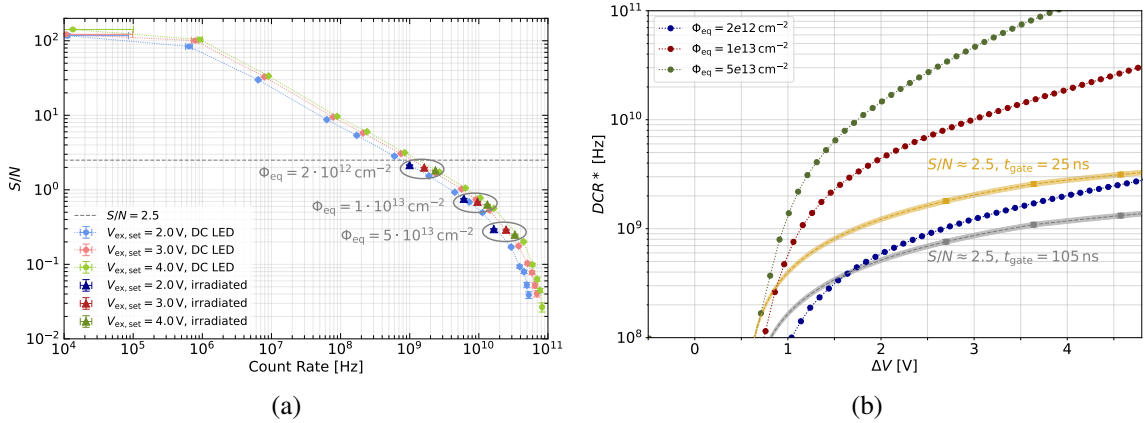 S/N
10²
10¹
10⁰
10⁻¹
10⁻²
Φeq = 2 · 10¹² cm⁻²
Φeq = 1 · 10¹³ cm⁻²
Φeq = 5 · 10¹³ cm⁻²
S/N = 2.5
Vex,set = 2.0 V, DC LED
Vex,set = 3.0 V, DC LED
Vex,set = 4.0 V, DC LED
Vex,set = 2.0 V, irradiated
Vex,set = 3.0 V, irradiated
Vex,set = 4.0 V, irradiated
10⁴ 10⁵ 10⁶ 10⁷ 10⁸ 10⁹ 10¹⁰ 10¹¹
Count Rate [Hz]
(a)
DCR* [Hz]
10¹¹
10¹⁰
10⁹
10⁸
Φeq = 2e12 cm⁻²
Φeq = 1e13 cm⁻²
Φeq = 5e13 cm⁻²
S/N ≈ 2.5, tgate = 25 ns
S/N ≈ 2.5, tgate = 105 ns
0 1 2 3 4
ΔV [V]
(b)